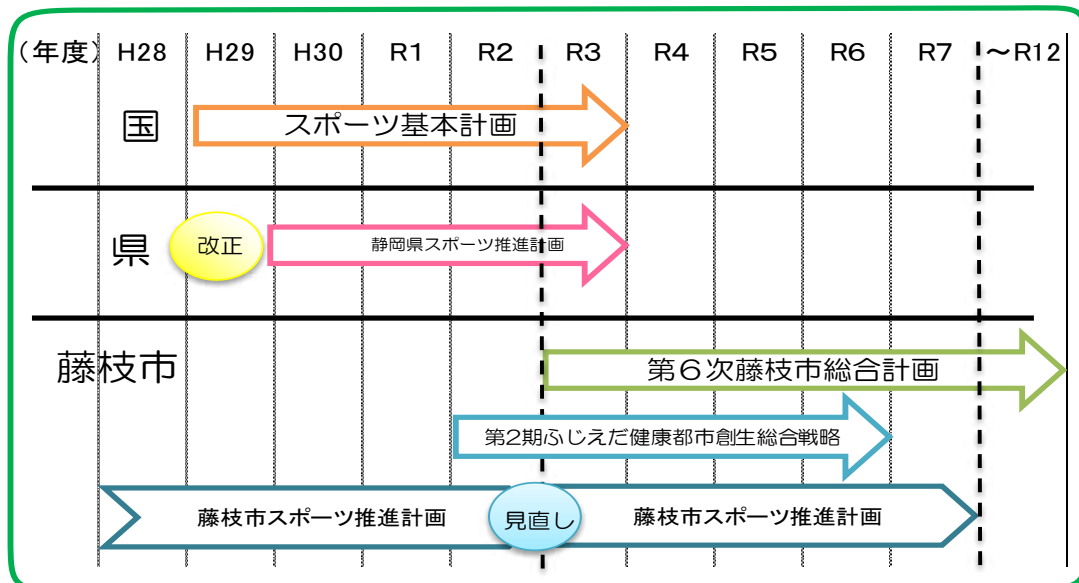 (年度) H28 H29 H30 R1 R2 R3 R4 R5 R6 R7 ～R12
国 スポーツ基本計画
県 改正 静岡県スポーツ推進計画
藤枝市 第６次藤枝市総合計画
第2期ふじえだ健康都市創生総合戦略
藤枝市スポーツ推進計画 見直し 藤枝市スポーツ推進計画